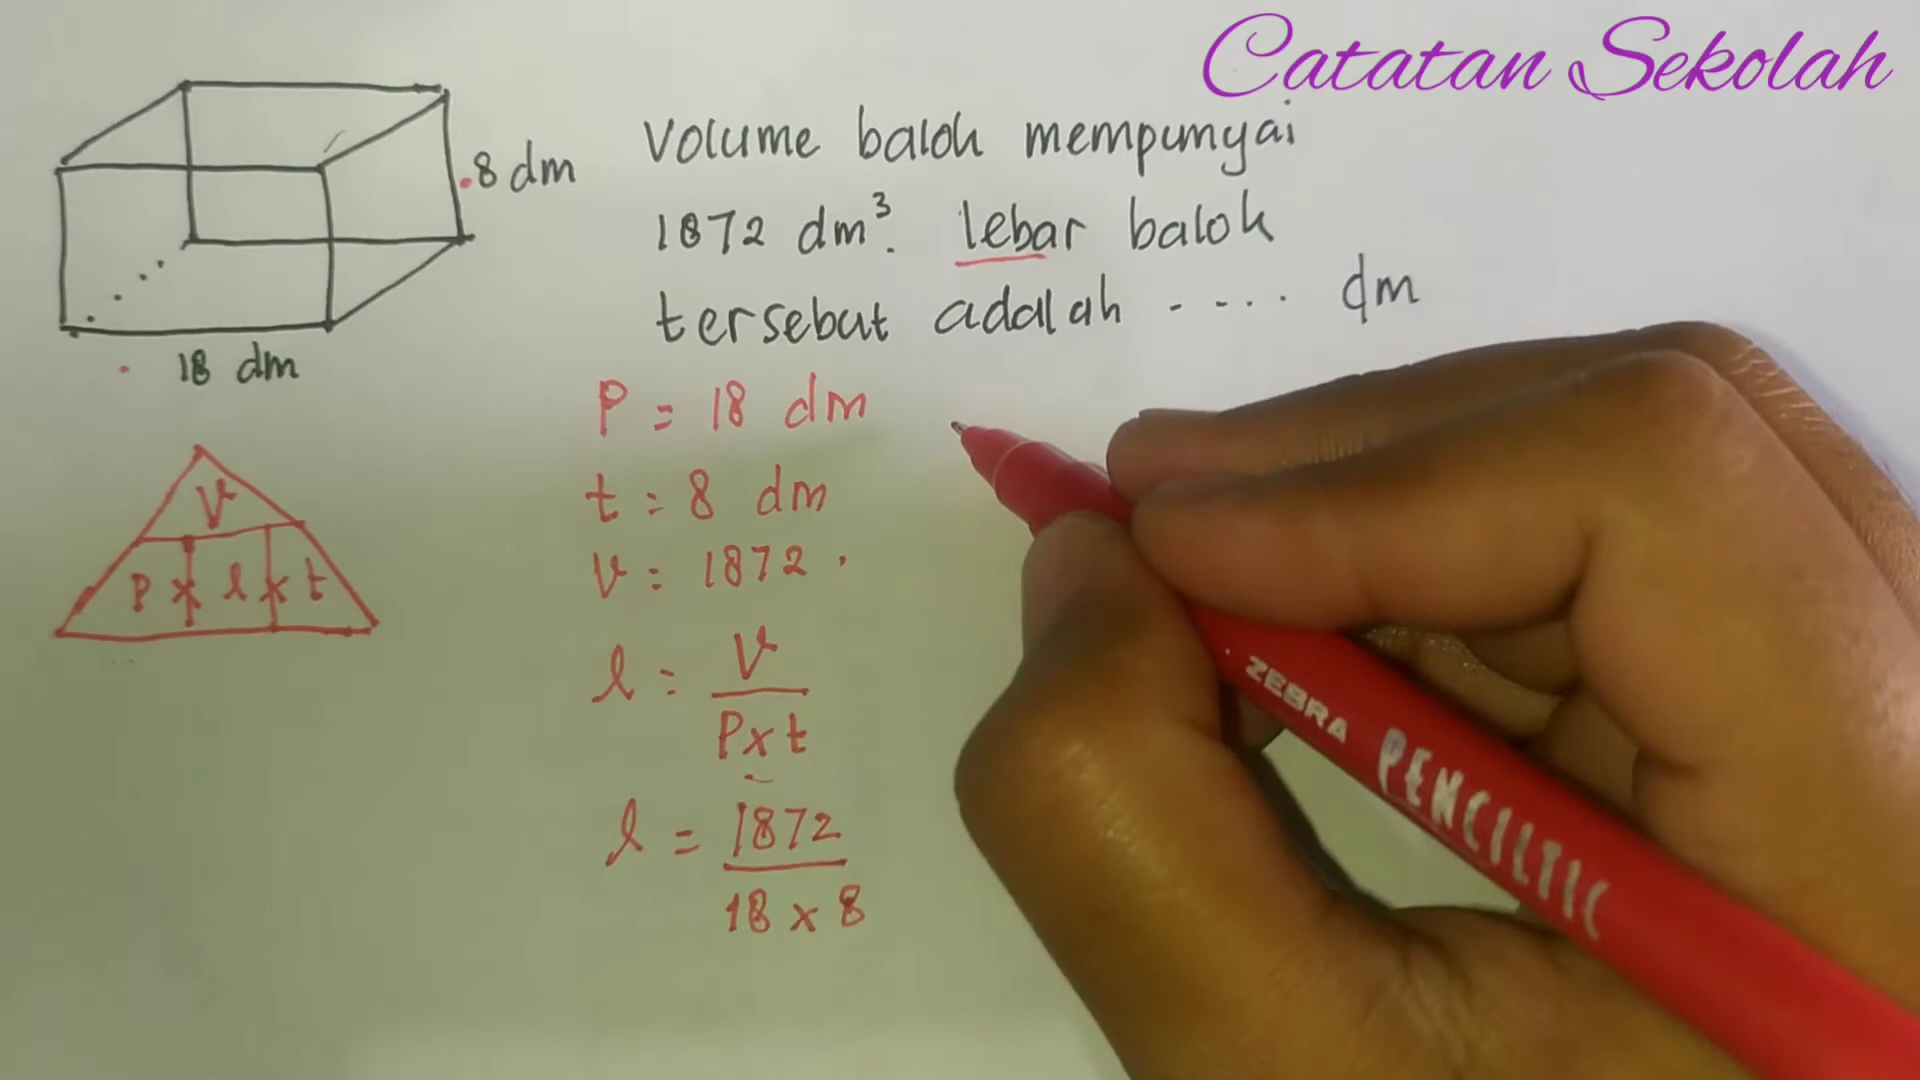 Catatan Sekolah
8 dm
18 dm
Volume balok mempunyai
1872 dm³. lebar balok
tersebut adalah .... dm
P = 18 dm
t = 8 dm
V = 1872
l = V
P x t
l = 1872
18 x 8
V
P x l x t
ZEBRA PENCILTIC